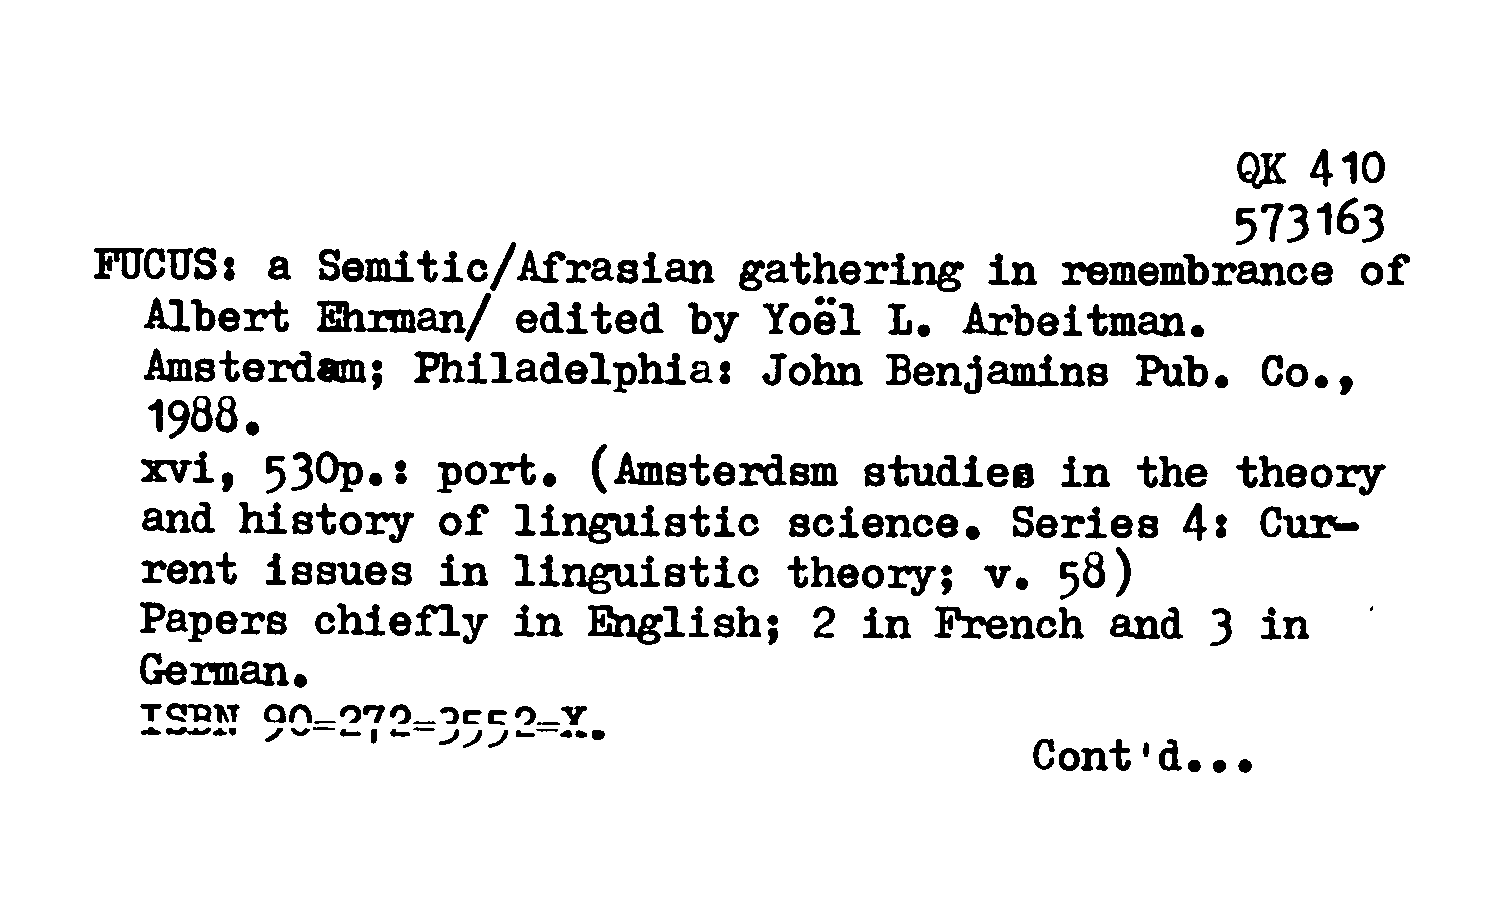 QK 410
573163
FUCUS: a Semitic/Afrasian gathering in remembrance of
Albert Ehrman/ edited by Yoël L. Arbeitman.
Amsterdam; Philadelphia: John Benjamins Pub. Co.,
1988.
xvi, 530p.: port. (Amsterdsm studies in the theory
and history of linguistic science. Series 4: Cur-
rent issues in linguistic theory; v. 58)
Papers chiefly in English; 2 in French and 3 in
German.
ISBN 90-272-3552-X.
Cont'd...